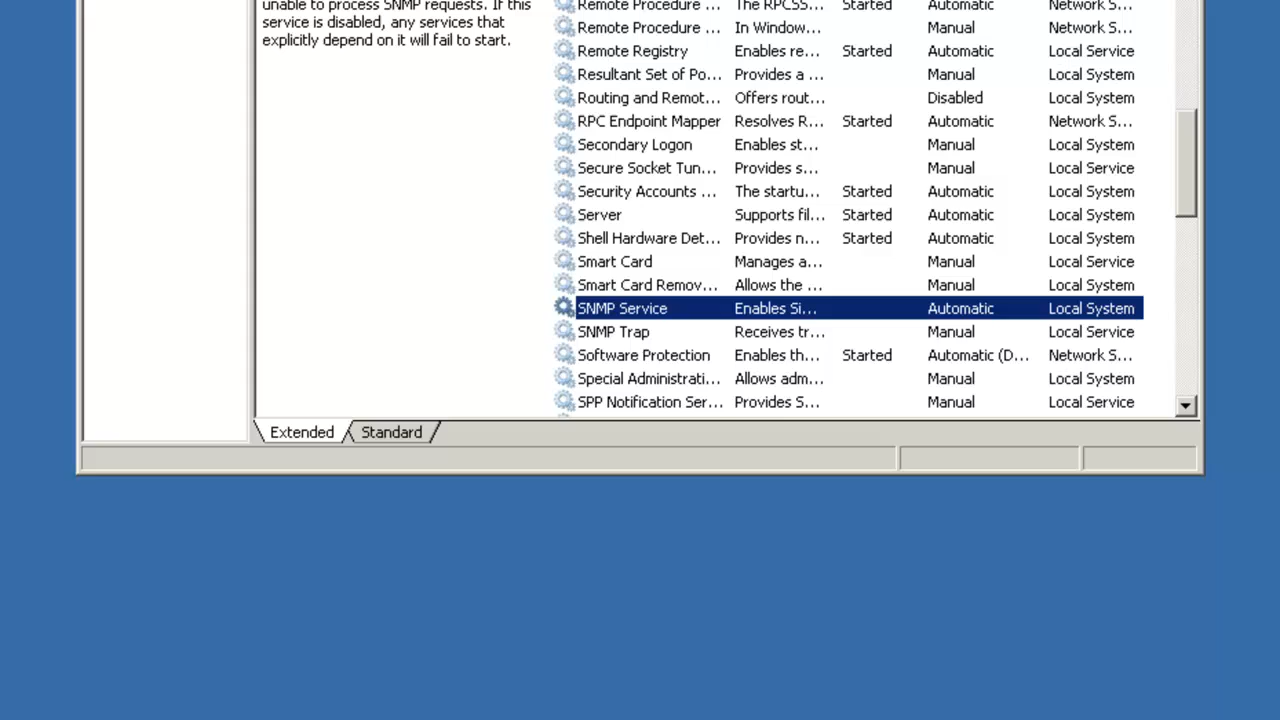 unable to process SNMP requests. If this
service is disabled, any services that
explicitly depend on it will fail to start.
Remote Procedure ... The RPCSS... Started Automatic Network S...
Remote Procedure ... In Window... Manual Network S...
Remote Registry Enables re... Started Automatic Local Service
Resultant Set of Po... Provides a ... Manual Local System
Routing and Remot... Offers rout... Disabled Local System
RPC Endpoint Mapper Resolves R... Started Automatic Network S...
Secondary Logon Enables st... Manual Local System
Secure Socket Tun... Provides s... Manual Local Service
Security Accounts ... The startu... Started Automatic Local System
Server Supports fil... Started Automatic Local System
Shell Hardware Det... Provides n... Started Automatic Local System
Smart Card Manages a... Manual Local Service
Smart Card Remov... Allows the ... Manual Local System
SNMP Service Enables Si... Automatic Local System
SNMP Trap Receives tr... Manual Local Service
Software Protection Enables th... Started Automatic (D... Network S...
Special Administrati... Allows adm... Manual Local System
SPP Notification Ser... Provides S... Manual Local Service
Extended Standard